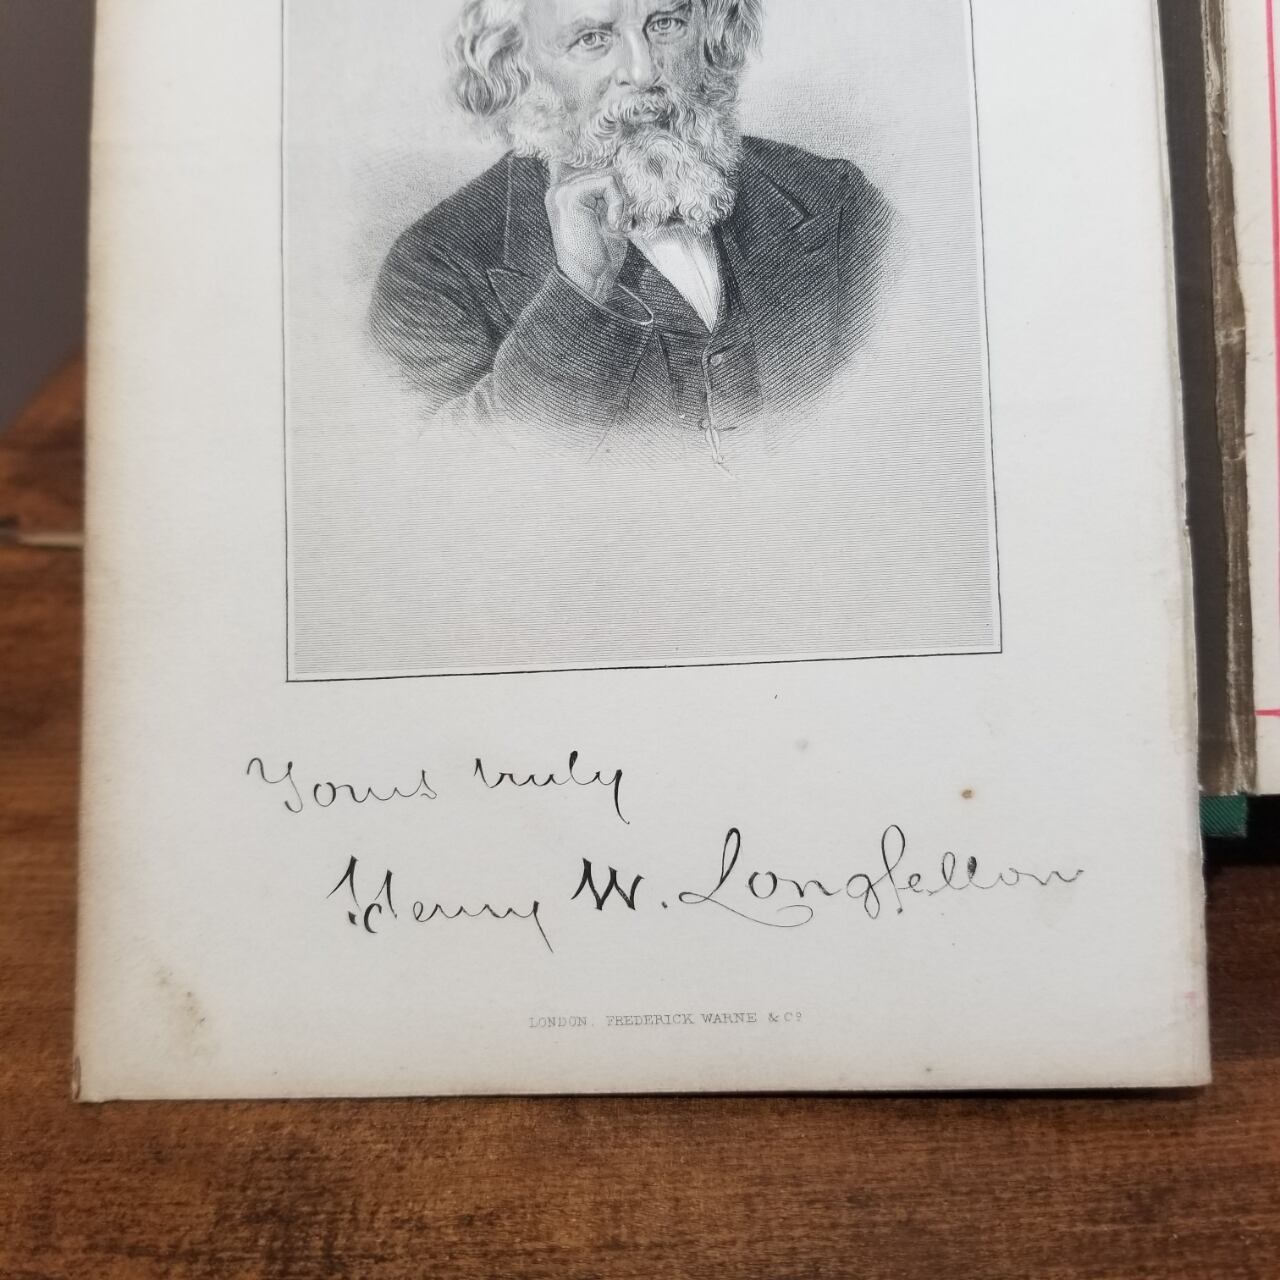 Yours truly
Henry W. Longfellow
LONDON. FREDERICK WARNE & Co.